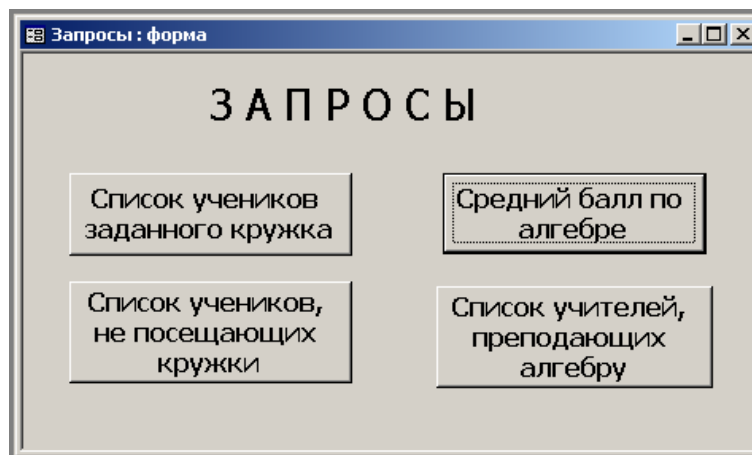 Запросы : форма
З А П Р О С Ы
Список учеников
заданного кружка
Средний балл по
алгебре
Список учеников,
не посещающих
кружки
Список учителей,
преподающих
алгебру